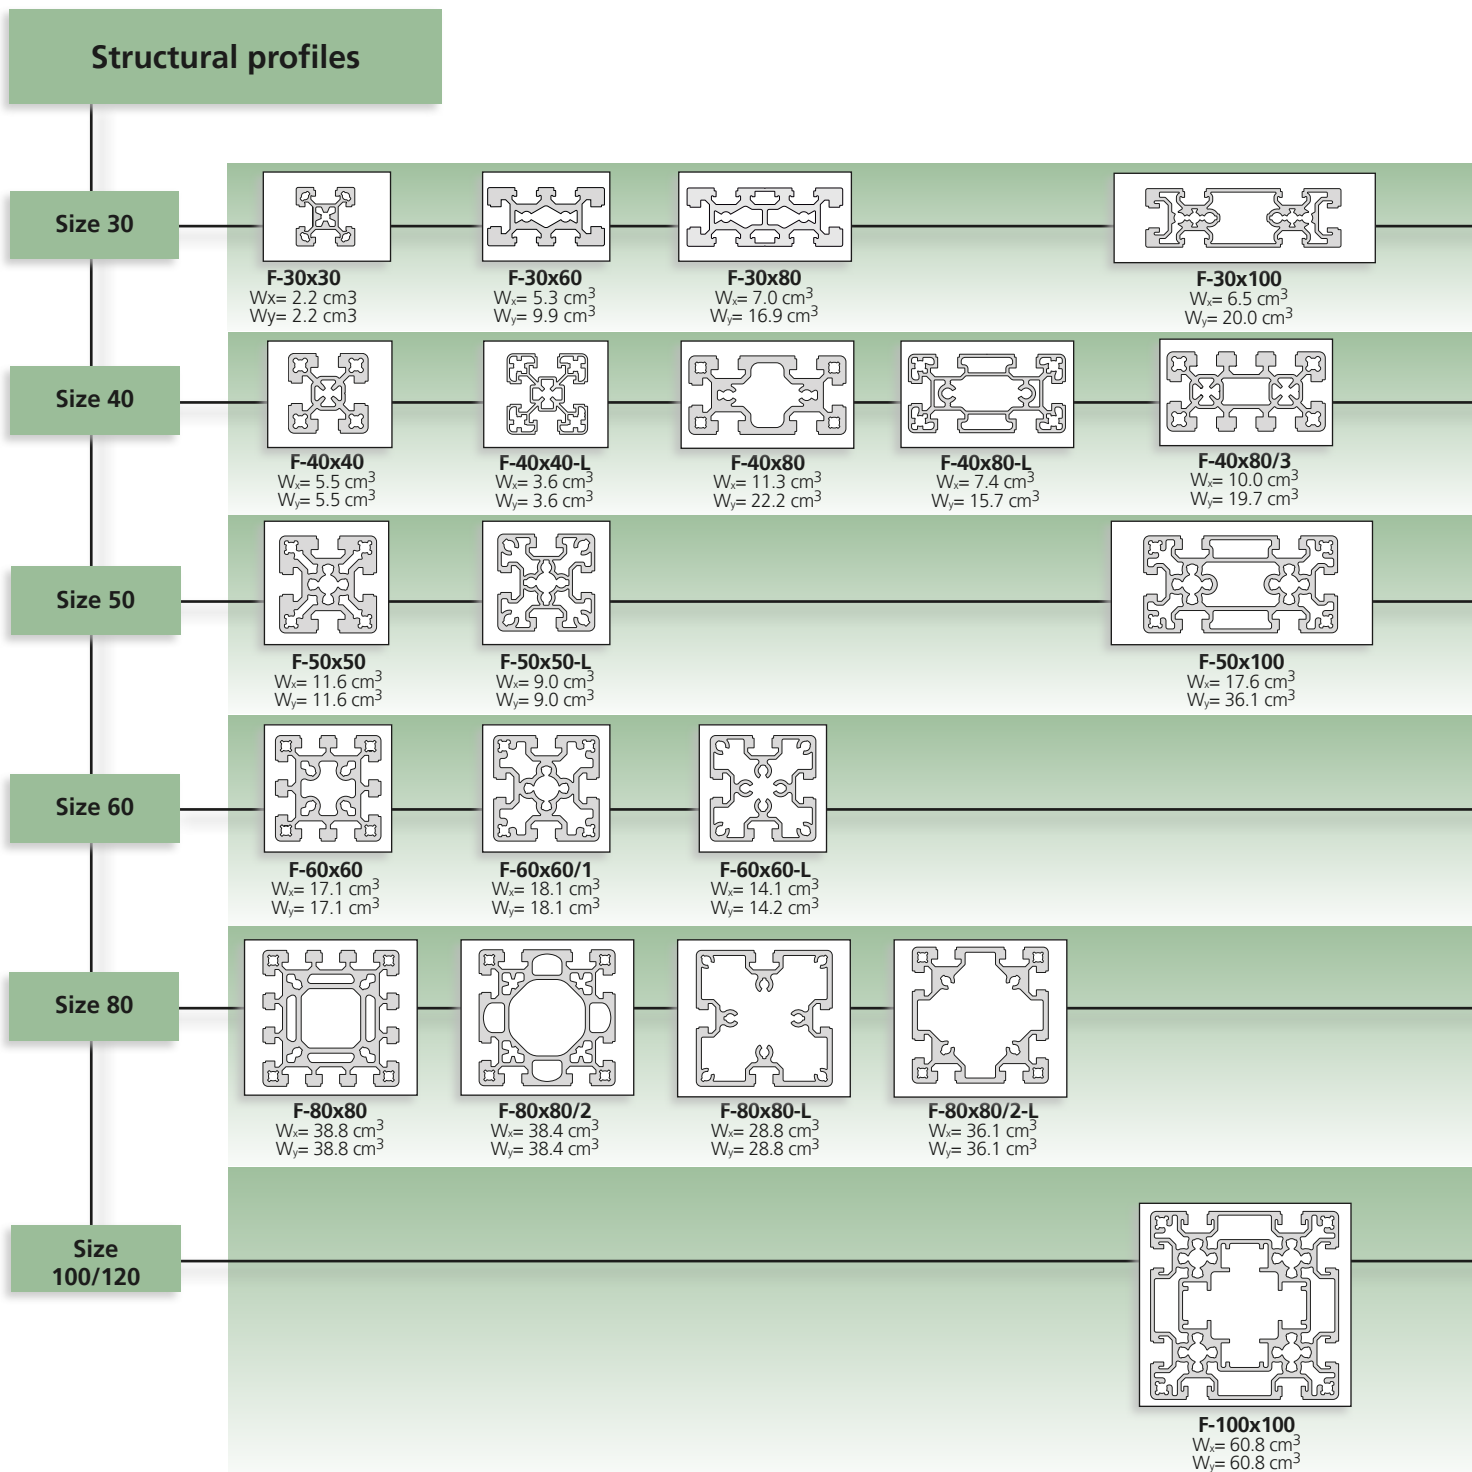 Structural profiles
Size 30
F-30x30
Wx= 2.2 cm3
Wy= 2.2 cm3
F-30x60
Wx= 5.3 cm³
Wy= 9.9 cm³
F-30x80
Wx= 7.0 cm³
Wy= 16.9 cm³
F-30x100
Wx= 6.5 cm³
Wy= 20.0 cm³
Size 40
F-40x40
Wx= 5.5 cm³
Wy= 5.5 cm³
F-40x40-L
Wx= 3.6 cm³
Wy= 3.6 cm³
F-40x80
Wx= 11.3 cm³
Wy= 22.2 cm³
F-40x80-L
Wx= 7.4 cm³
Wy= 15.7 cm³
F-40x80/3
Wx= 10.0 cm³
Wy= 19.7 cm³
Size 50
F-50x50
Wx= 11.6 cm³
Wy= 11.6 cm³
F-50x50-L
Wx= 9.0 cm³
Wy= 9.0 cm³
F-50x100
Wx= 17.6 cm³
Wy= 36.1 cm³
Size 60
F-60x60
Wx= 17.1 cm³
Wy= 17.1 cm³
F-60x60/1
Wx= 18.1 cm³
Wy= 18.1 cm³
F-60x60-L
Wx= 14.1 cm³
Wy= 14.2 cm³
Size 80
F-80x80
Wx= 38.8 cm³
Wy= 38.8 cm³
F-80x80/2
Wx= 38.4 cm³
Wy= 38.4 cm³
F-80x80-L
Wx= 28.8 cm³
Wy= 28.8 cm³
F-80x80/2-L
Wx= 36.1 cm³
Wy= 36.1 cm³
Size
100/120
F-100x100
Wx= 60.8 cm³
Wy= 60.8 cm³